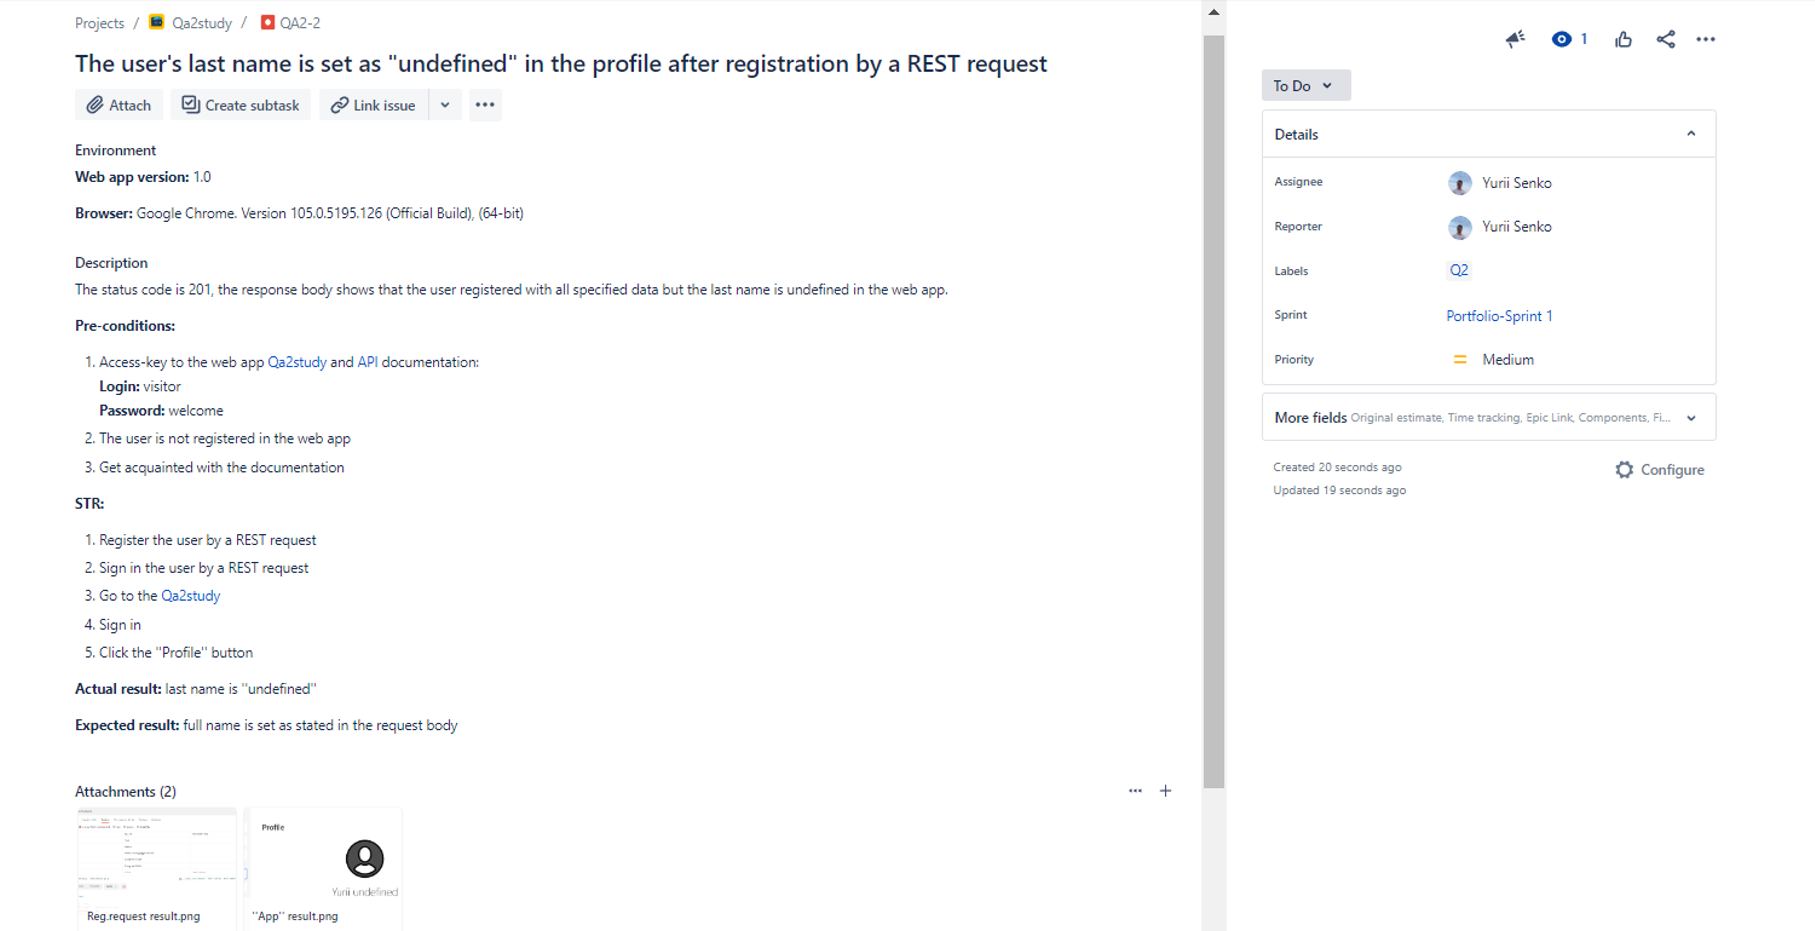 Projects / Qa2study / QA2-2
The user's last name is set as "undefined" in the profile after registration by a REST request
Attach Create subtask Link issue
Environment
Web app version: 1.0
Browser: Google Chrome. Version 105.0.5195.126 (Official Build), (64-bit)
Description
The status code is 201, the response body shows that the user registered with all specified data but the last name is undefined in the web app.
Pre-conditions:
1. Access-key to the web app Qa2study and API documentation:
Login: visitor
Password: welcome
2. The user is not registered in the web app
3. Get acquainted with the documentation
STR:
1. Register the user by a REST request
2. Sign in the user by a REST request
3. Go to the Qa2study
4. Sign in
5. Click the "Profile" button
Actual result: last name is "undefined"
Expected result: full name is set as stated in the request body
Attachments (2)
Profile
Yurii undefined
Reg.request result.png
"App" result.png
1
To Do
Details
Assignee Yurii Senko
Reporter Yurii Senko
Labels Q2
Sprint Portfolio-Sprint 1
Priority Medium
More fields Original estimate, Time tracking, Epic Link, Components, Fi...
Created 20 seconds ago
Configure
Updated 19 seconds ago